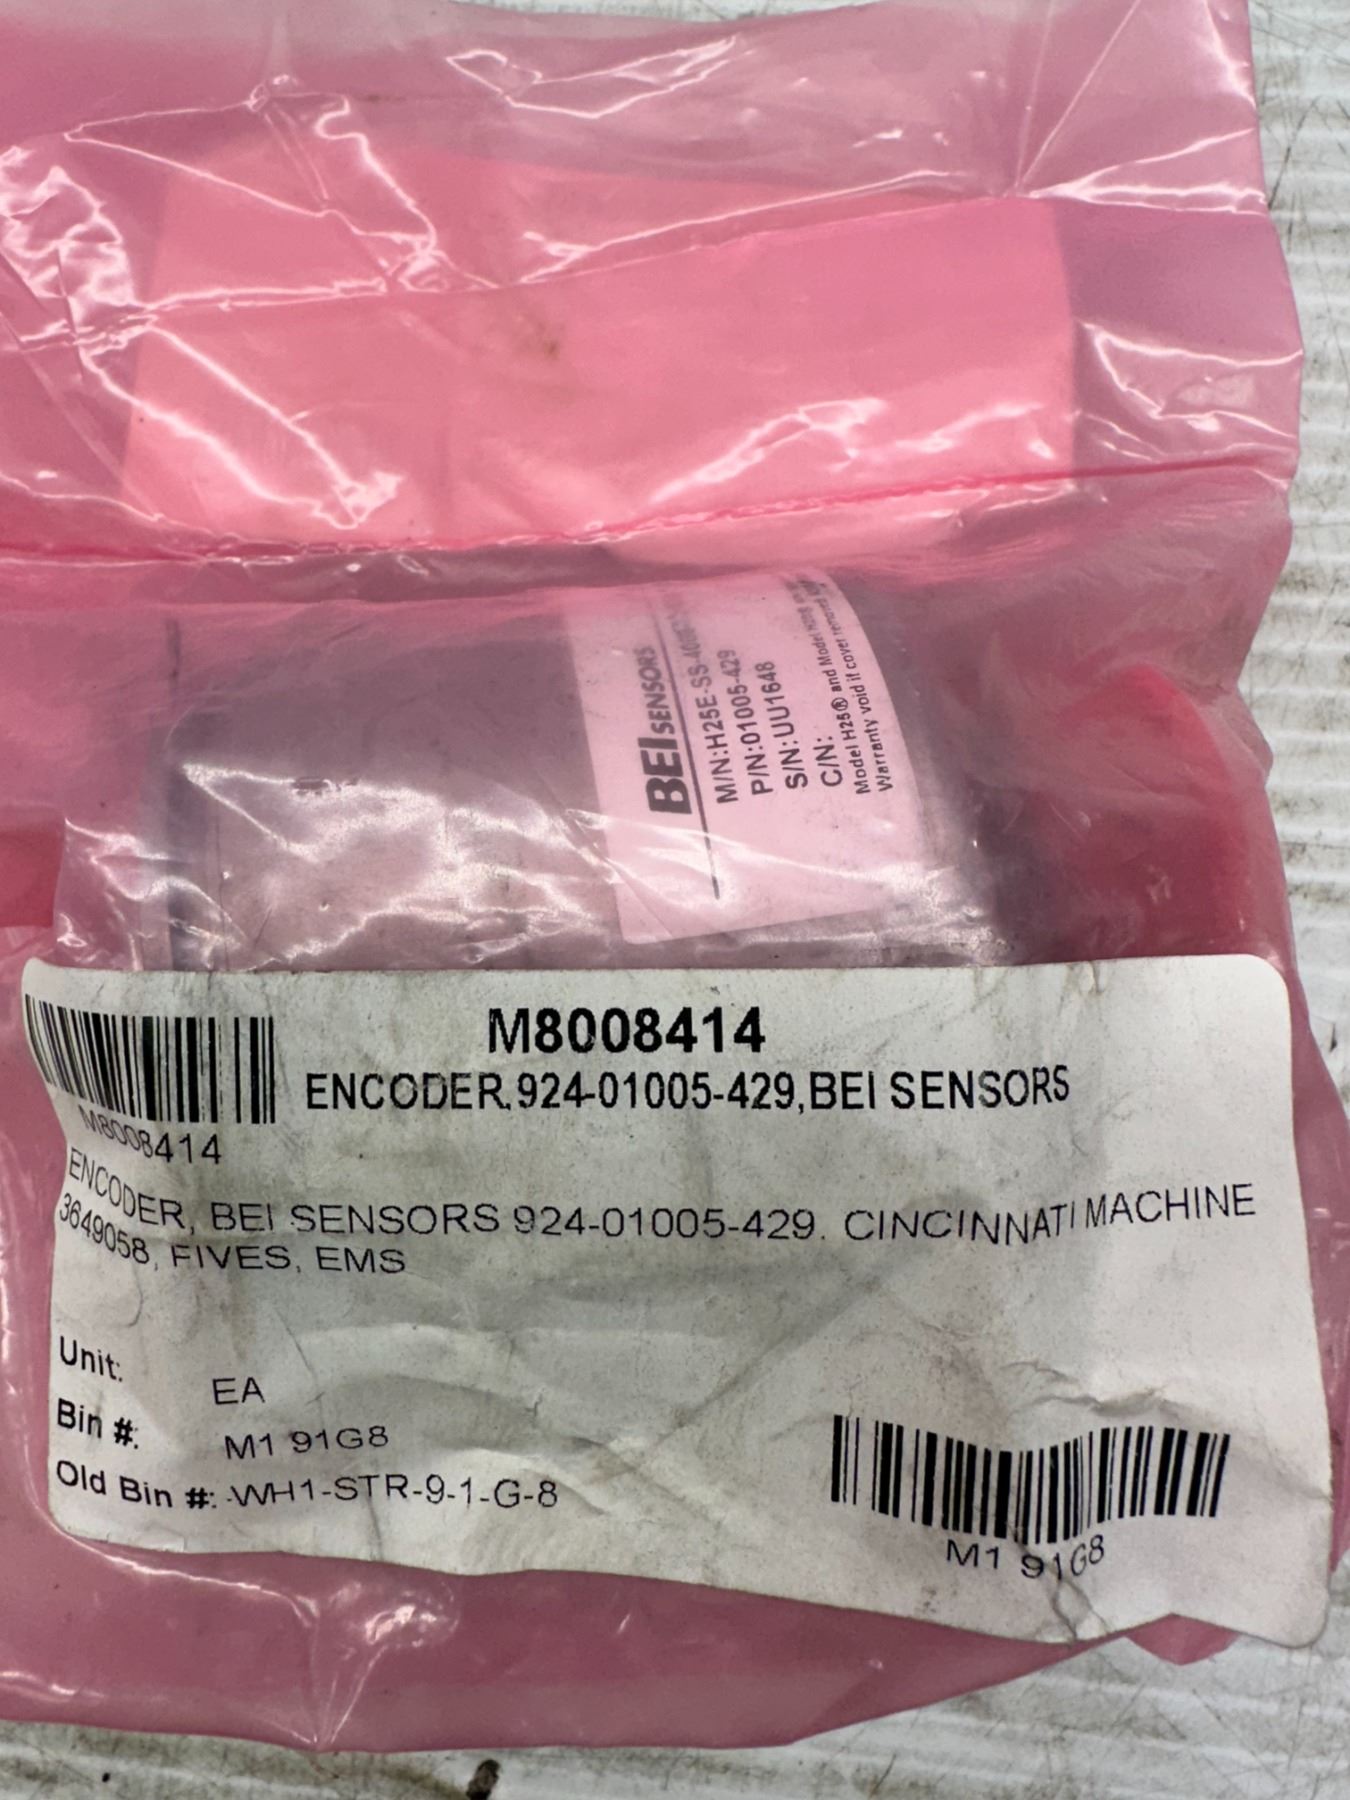 BEI SENSORS
M/N:H25E-SS-
P/N:01005-429
S/N:UU1648
C/N:
Model H25® and Model H20®
Warranty void if cover removed
M8008414
ENCODER,924-01005-429,BEI SENSORS
M8008414
ENCODER, BEI SENSORS 924-01005-429. CINCINNATI MACHINE
3649058, FIVES, EMS
Unit: EA
Bin #: M1 91G8
Old Bin #: WH1-STR-9-1-G-8
M1 91G8